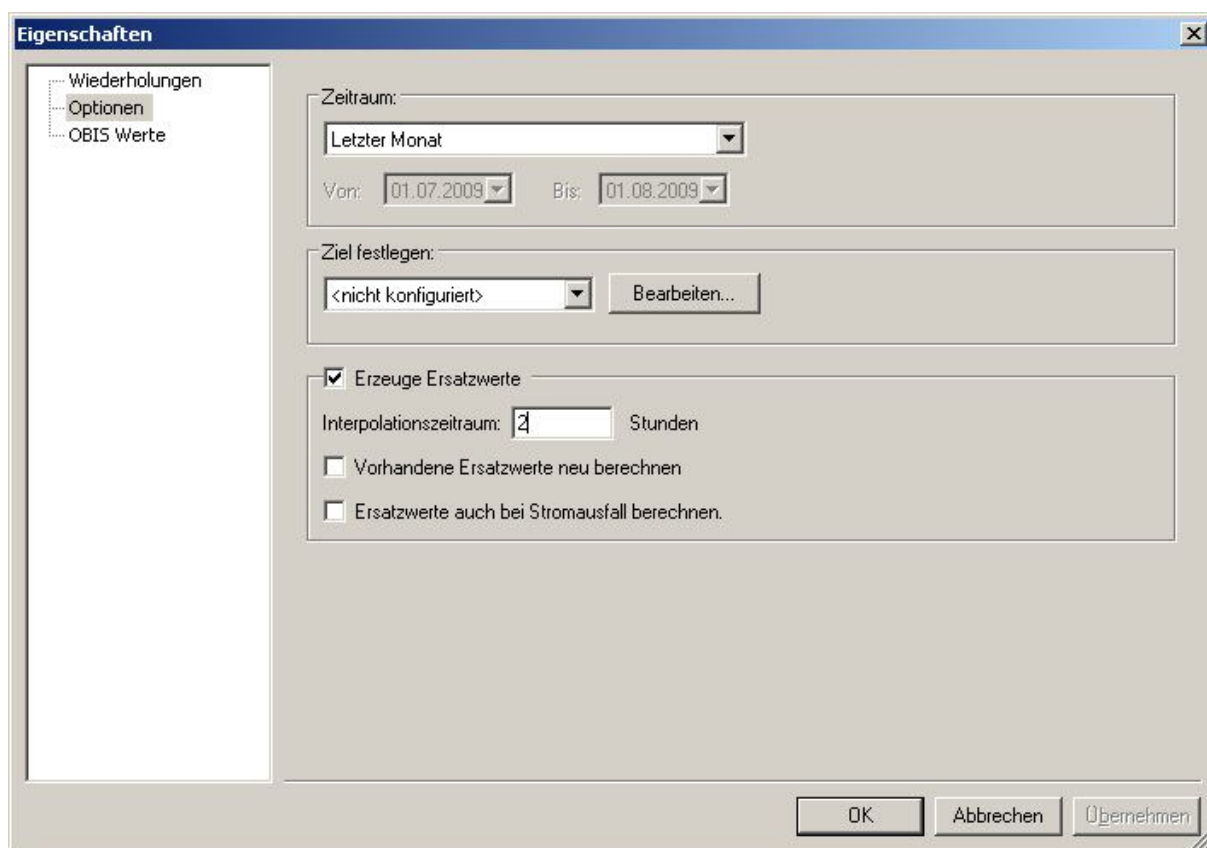 Eigenschaften
Wiederholungen
Optionen
OBIS Werte
Zeitraum:
Letzter Monat
Von: 01.07.2009 Bis: 01.08.2009
Ziel festlegen:
<nicht konfiguriert> Bearbeiten...
Erzeuge Ersatzwerte
Interpolationszeitraum: 2 Stunden
Vorhandene Ersatzwerte neu berechnen
Ersatzwerte auch bei Stromausfall berechnen.
OK Abbrechen Übernehmen